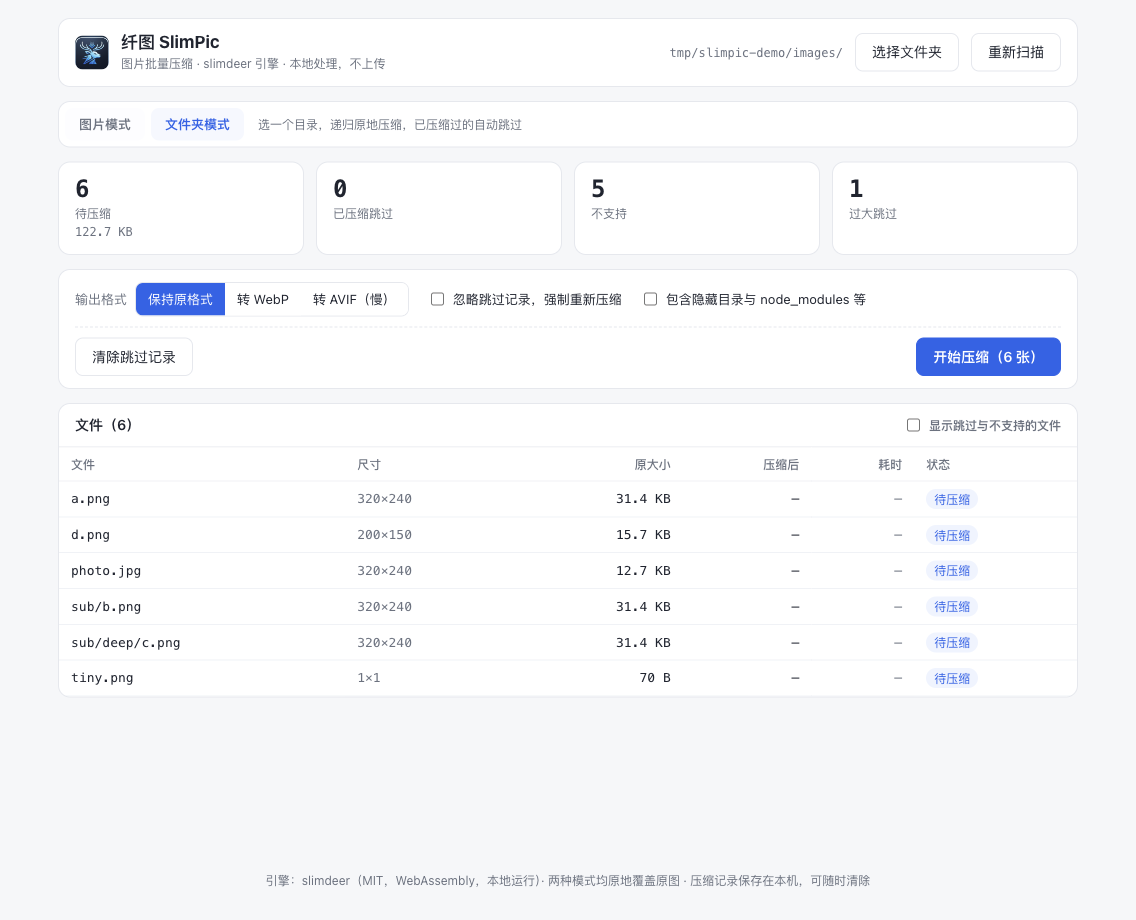 纤图 SlimPic
图片批量压缩 · slimdeer 引擎 · 本地处理，不上传
tmp/slimpic-demo/images/
选择文件夹
重新扫描
图片模式
文件夹模式
选一个目录，递归原地压缩，已压缩过的自动跳过
6
待压缩
122.7 KB
0
已压缩跳过
5
不支持
1
过大跳过
输出格式
保持原格式
转 WebP
转 AVIF（慢）
忽略跳过记录，强制重新压缩
包含隐藏目录与 node_modules 等
清除跳过记录
开始压缩（6 张）
文件（6）
显示跳过与不支持的文件
文件 尺寸 原大小 压缩后 耗时 状态
a.png 320×240 31.4 KB — — 待压缩
d.png 200×150 15.7 KB — — 待压缩
photo.jpg 320×240 12.7 KB — — 待压缩
sub/b.png 320×240 31.4 KB — — 待压缩
sub/deep/c.png 320×240 31.4 KB — — 待压缩
tiny.png 1×1 70 B — — 待压缩
引擎：slimdeer（MIT，WebAssembly，本地运行）· 两种模式均原地覆盖原图 · 压缩记录保存在本机，可随时清除